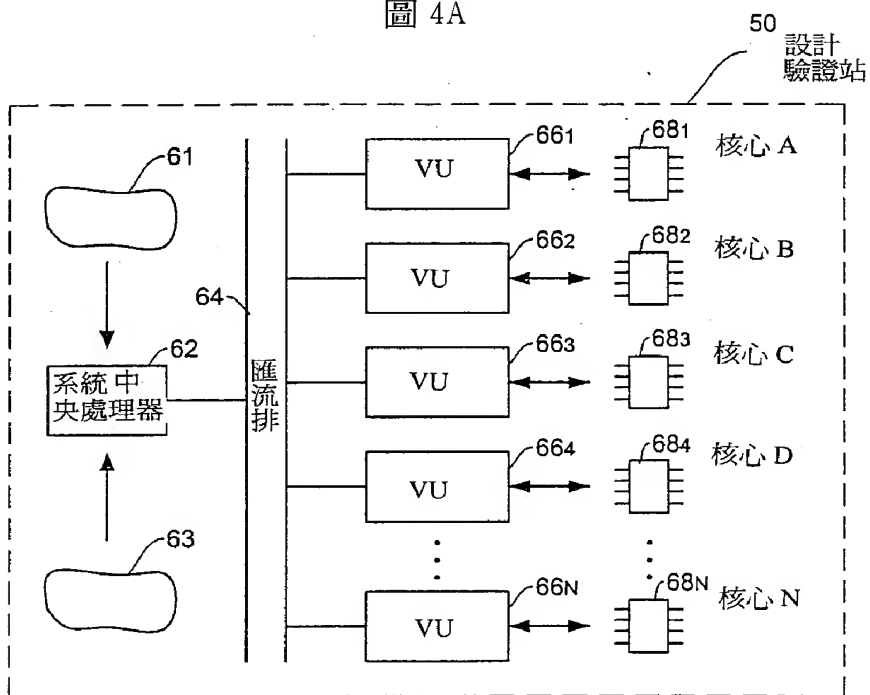 圖 4A
50
設計
驗證站
61
64
62
系統中
央處理器
63
匯流排
VU
661
681
核心 A
VU
662
682
核心 B
VU
663
683
核心 C
VU
664
684
核心 D
VU
66N
68N
核心 N